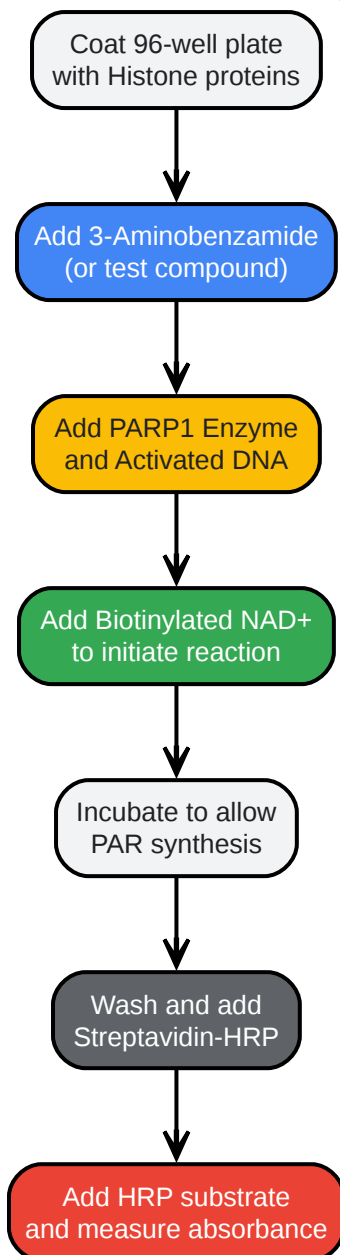 Coat 96-well plate
with Histone proteins
Add 3-Aminobenzamide
(or test compound)
Add PARP1 Enzyme
and Activated DNA
Add Biotinylated NAD+
to initiate reaction
Incubate to allow
PAR synthesis
Wash and add
Streptavidin-HRP
Add HRP substrate
and measure absorbance